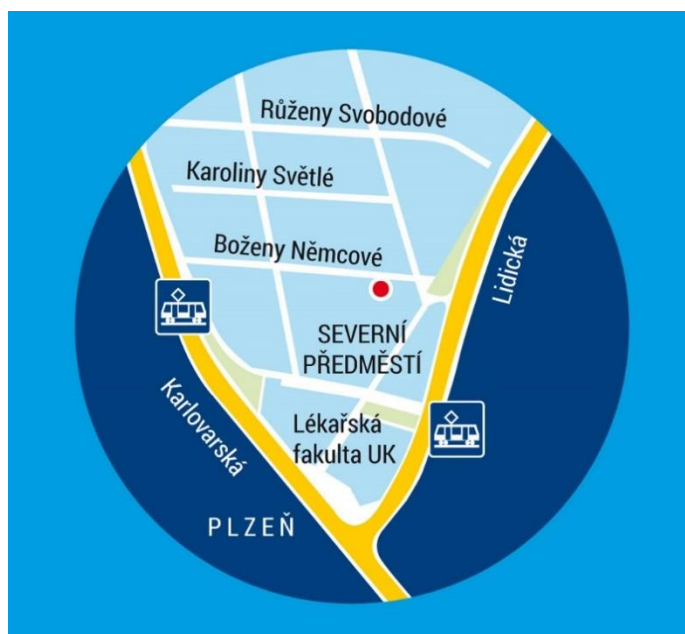 Růženy Svobodové
Karoliny Světlé
Boženy Němcové
Lidická
SEVERNÍ
PŘEDMĚSTÍ
Karlovarská
Lékařská
fakulta UK
PLZEŇ